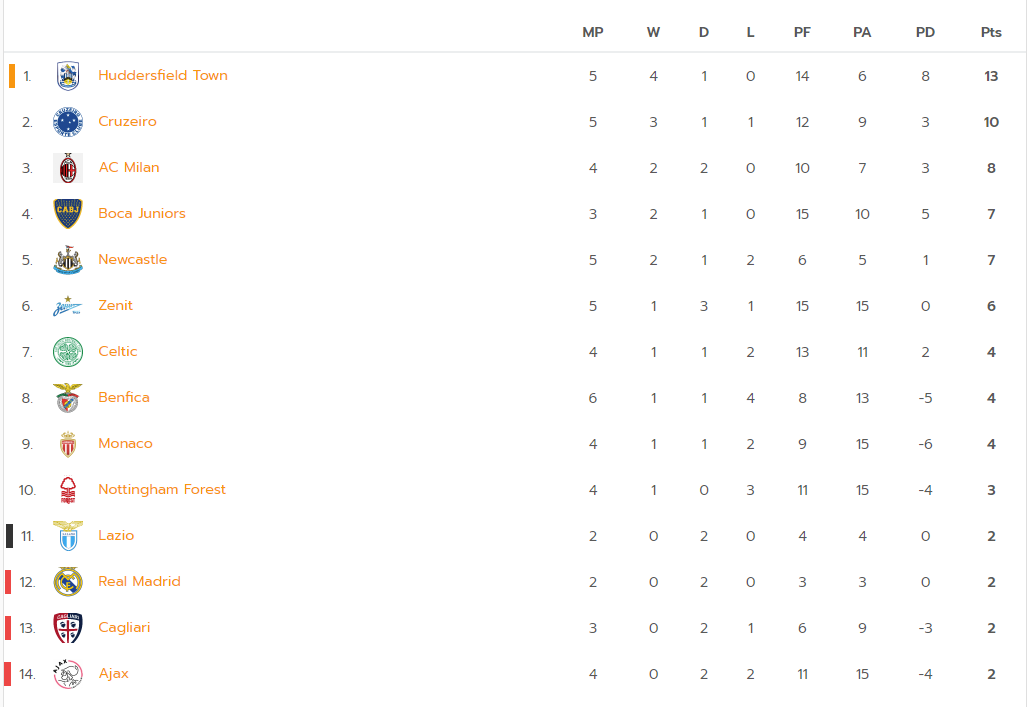 MP W D L PF PA PD Pts
1. Huddersfield Town 5 4 1 0 14 6 8 13
2. Cruzeiro 5 3 1 1 12 9 3 10
3. AC Milan 4 2 2 0 10 7 3 8
4. CABJ Boca Juniors 3 2 1 0 15 10 5 7
5. Newcastle 5 2 1 2 6 5 1 7
6. Zenit 5 1 3 1 15 15 0 6
7. Celtic 4 1 1 2 13 11 2 4
8. Benfica 6 1 1 4 8 13 -5 4
9. Monaco 4 1 1 2 9 15 -6 4
10. FOREST Nottingham Forest 4 1 0 3 11 15 -4 3
11. Lazio 2 0 2 0 4 4 0 2
12. Real Madrid 2 0 2 0 3 3 0 2
13. CAGLIARI Cagliari 3 0 2 1 6 9 -3 2
14. AJAX Ajax 4 0 2 2 11 15 -4 2